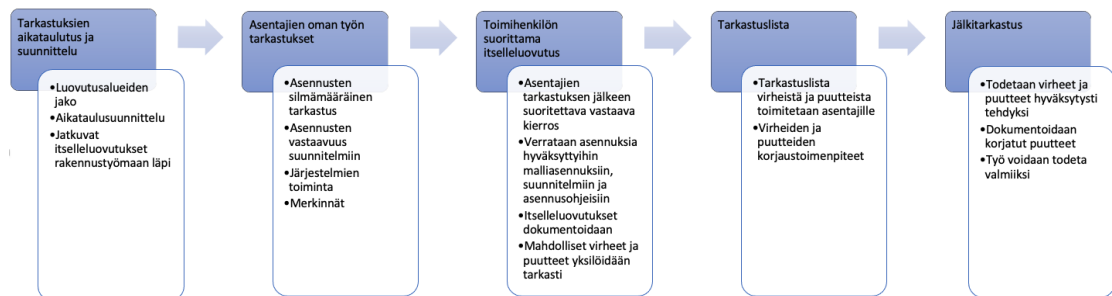 Tarkastuksien
aikataulutus ja
suunnittelu
•Luovutusalueiden
jako
•Aikataulusuunnittelu
•Jatkuvat
itselleluovutukset
rakennustyömaan läpi
Asentajien oman työn
tarkastukset
•Asennusten
silmämääräinen
tarkastus
•Asennusten
vastaavuus
suunnitelmiin
•Järjestelmien
toiminta
•Merkinnät
Toimihenkilön
suorittama
itselleluovutus
•Asentajien
tarkastuksen jälkeen
suoritettava vastaava
kierros
•Verrataan asennuksia
hyväksyttyihin
malliasennuksiin,
suunnitelmiin ja
asennusohjeisiin
•Itselleluovutukset
dokumentoidaan
•Mahdolliset virheet ja
puutteet yksilöidään
tarkasti
Tarkastuslista
•Tarkastuslista
virheistä ja puutteista
toimitetaan asentajille
•Virheiden ja
puutteiden
korjaustoimenpiteet
Jälkitarkastus
•Todetaan virheet ja
puutteet hyväksytysti
tehdyksi
•Dokumentoidaan
korjatut puutteet
•Työ voidaan todeta
valmiiksi